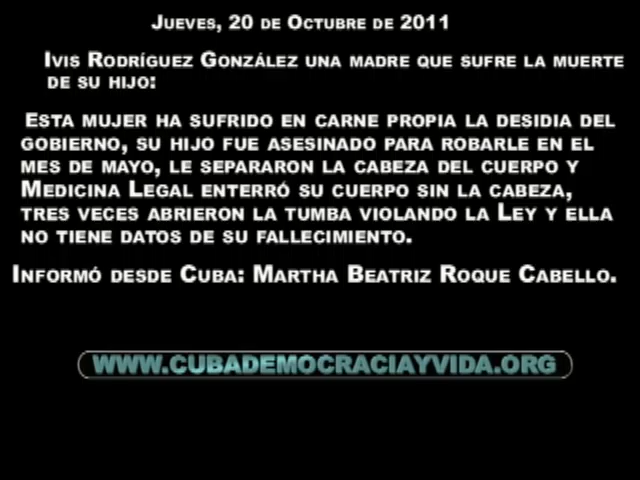 Jueves, 20 de Octubre de 2011
Ivis Rodríguez González una madre que sufre la muerte
de su hijo:
Esta mujer ha sufrido en carne propia la desidia del
gobierno, su hijo fue asesinado para robarle en el
mes de mayo, le separaron la cabeza del cuerpo y
Medicina Legal enterró su cuerpo sin la cabeza,
tres veces abrieron la tumba violando la Ley y ella
no tiene datos de su fallecimiento.
Informó desde Cuba: Martha Beatriz Roque Cabello.
WWW.CUBADEMOCRACIAYVIDA.ORG